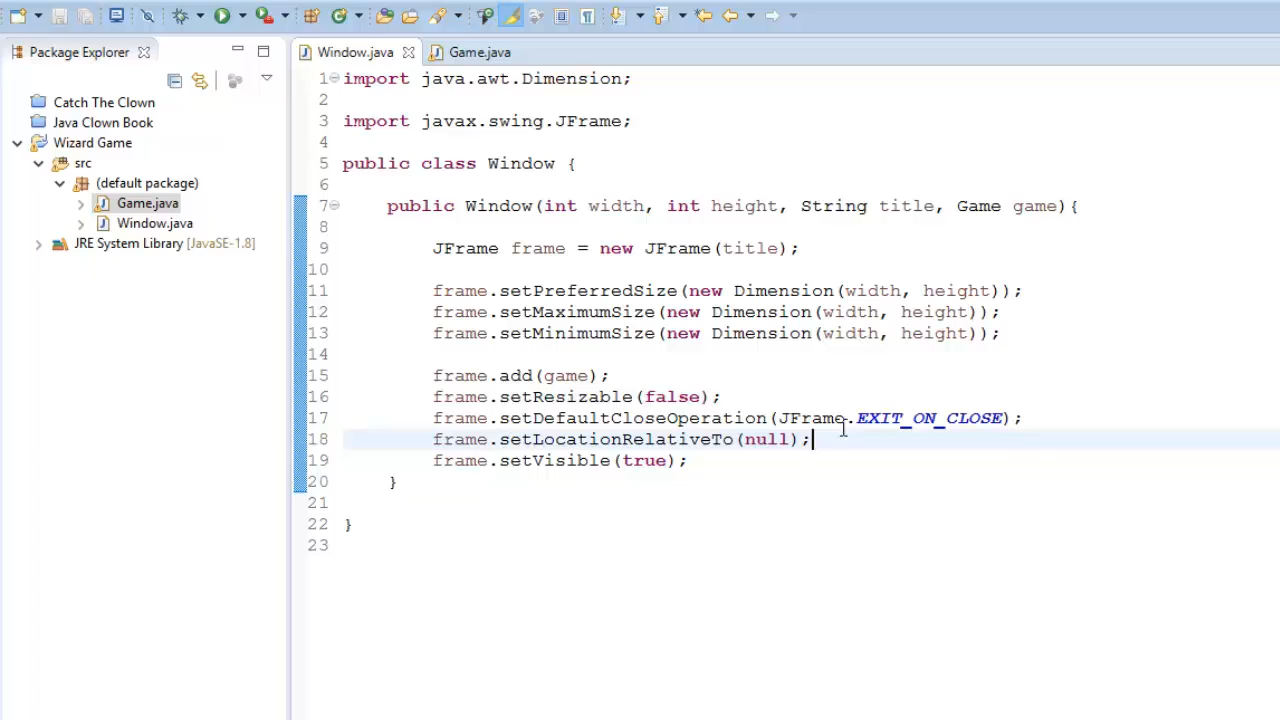 Package Explorer
Catch The Clown
Java Clown Book
Wizard Game
src
(default package)
Game.java
Window.java
JRE System Library [JavaSE-1.8]
Window.java
Game.java
1 import java.awt.Dimension;
2
3 import javax.swing.JFrame;
4
5 public class Window {
6
7 public Window(int width, int height, String title, Game game){
8
9 JFrame frame = new JFrame(title);
10
11 frame.setPreferredSize(new Dimension(width, height));
12 frame.setMaximumSize(new Dimension(width, height));
13 frame.setMinimumSize(new Dimension(width, height));
14
15 frame.add(game);
16 frame.setResizable(false);
17 frame.setDefaultCloseOperation(JFrame.EXIT_ON_CLOSE);
18 frame.setLocationRelativeTo(null);
19 frame.setVisible(true);
20 }
21
22 }
23